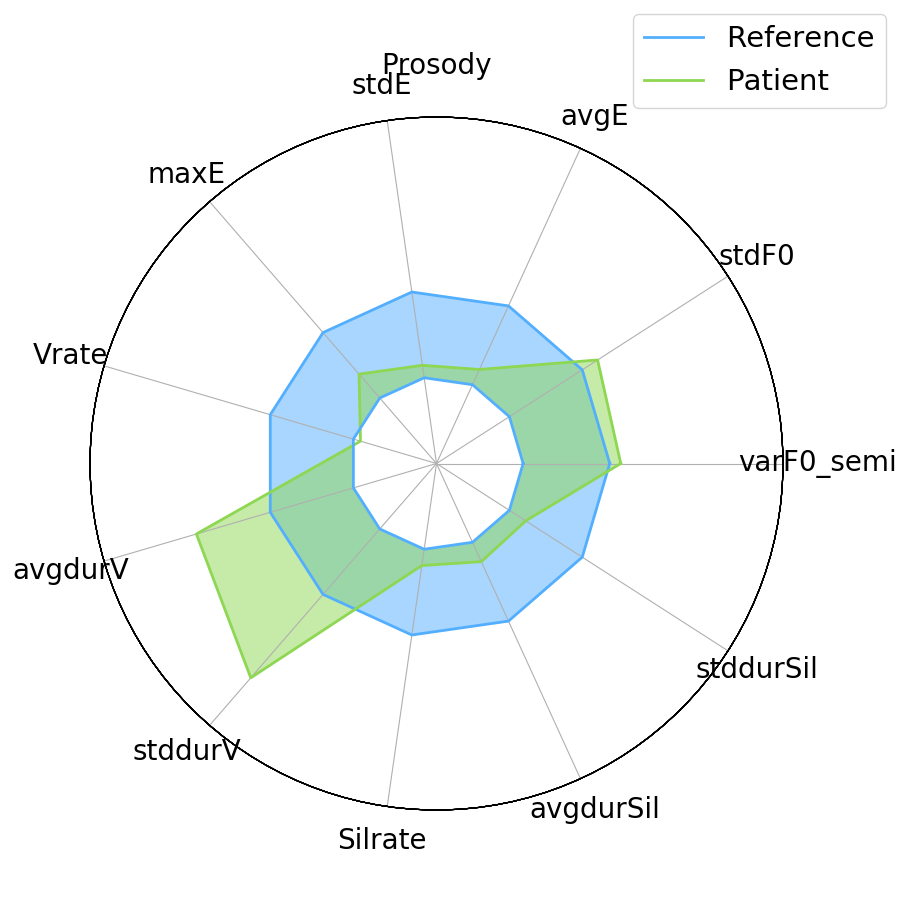 Reference
Patient
Prosody
stdE
avgE
maxE
stdF0
Vrate
varF0_semi
avgdurV
stddurSil
stddurV
avgdurSil
Silrate